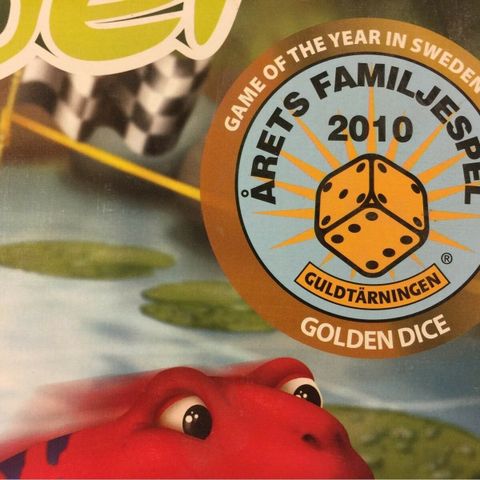 GAME OF THE YEAR IN SWEDEN
ÅRETS FAMILJESPEL
2010
GULDTÄRNINGEN
®
GOLDEN DICE